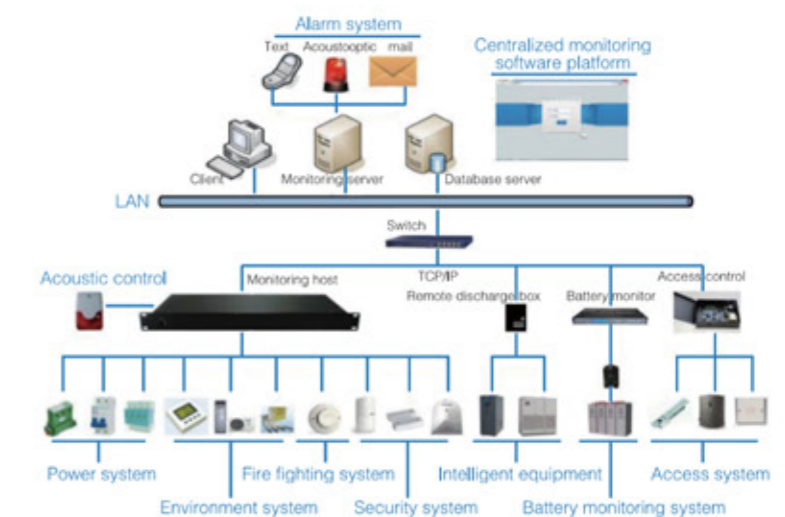 Alarm system
Text Acoustooptic mail
Centralized monitoring
software platform
Client
Monitoring server
Database server
LAN
Switch
Acoustic control
Monitoring host
TCP/IP
Access control
Remote discharge box
Battery monitor
Power system
Fire fighting system
Intelligent equipment
Access system
Environment system
Security system
Battery monitoring system